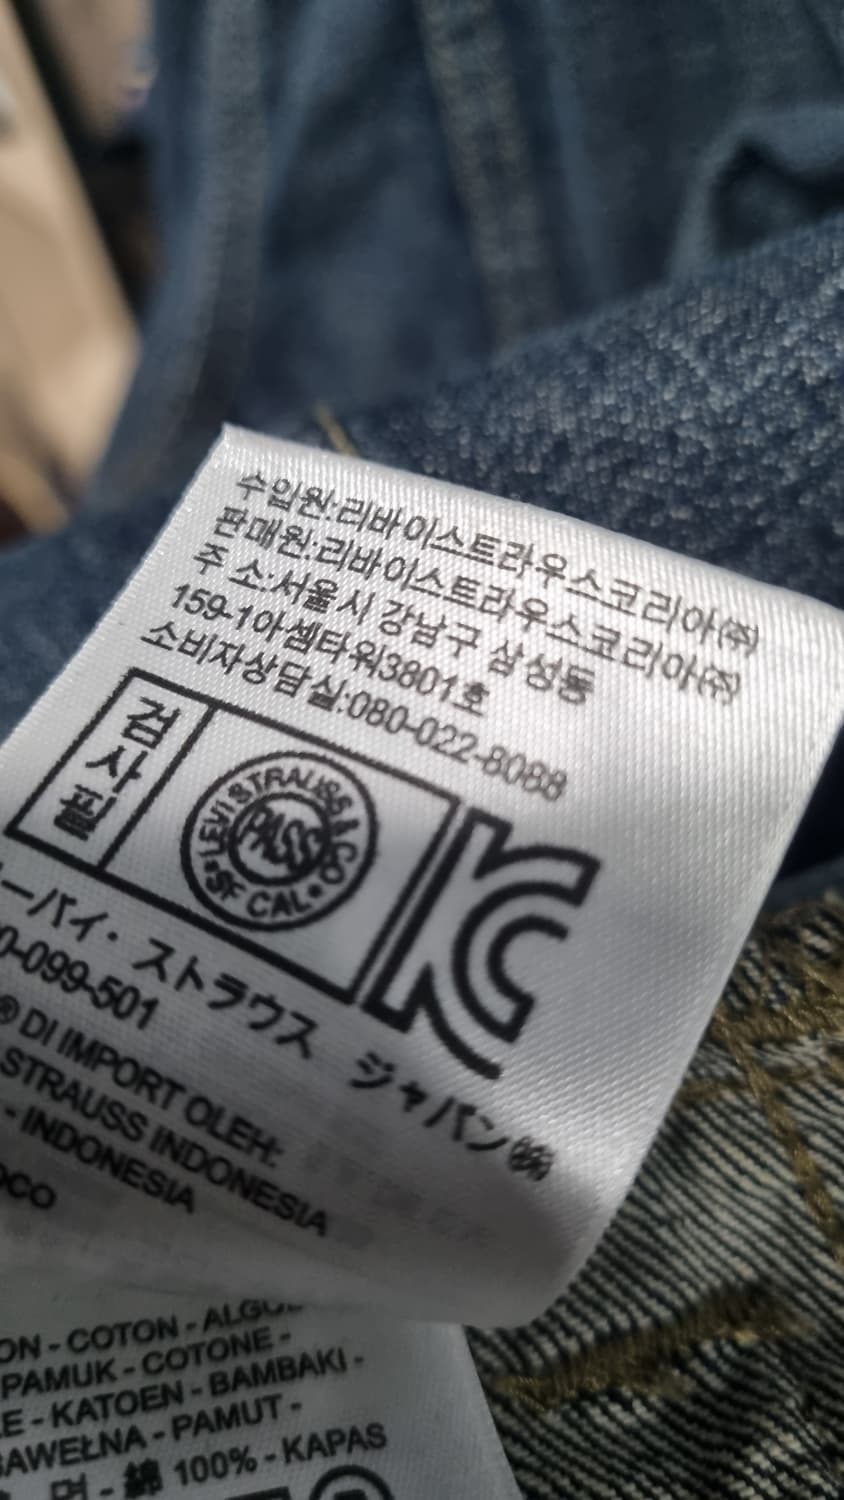 수입원:리바이스트라우스코리아㈜
판매원:리바이스트라우스코리아㈜
주 소:서울시 강남구 삼성동
159-1아셈타워3801호
소비자상담실:080-022-8088
검사필
LEVI STRAUSS & CO
PASS
SF CAL
ーバイ・ストラウス ジャパン㈱
0-099-501
® DI IMPORT OLEH:
STRAUSS INDONESIA
- INDONESIA
ON - COTON -
PAMUK - COTONE -
E - KATOEN - BAMBAKI -
BAWEŁNA - PAMUT -
면 - 綿 100% - KAPAS